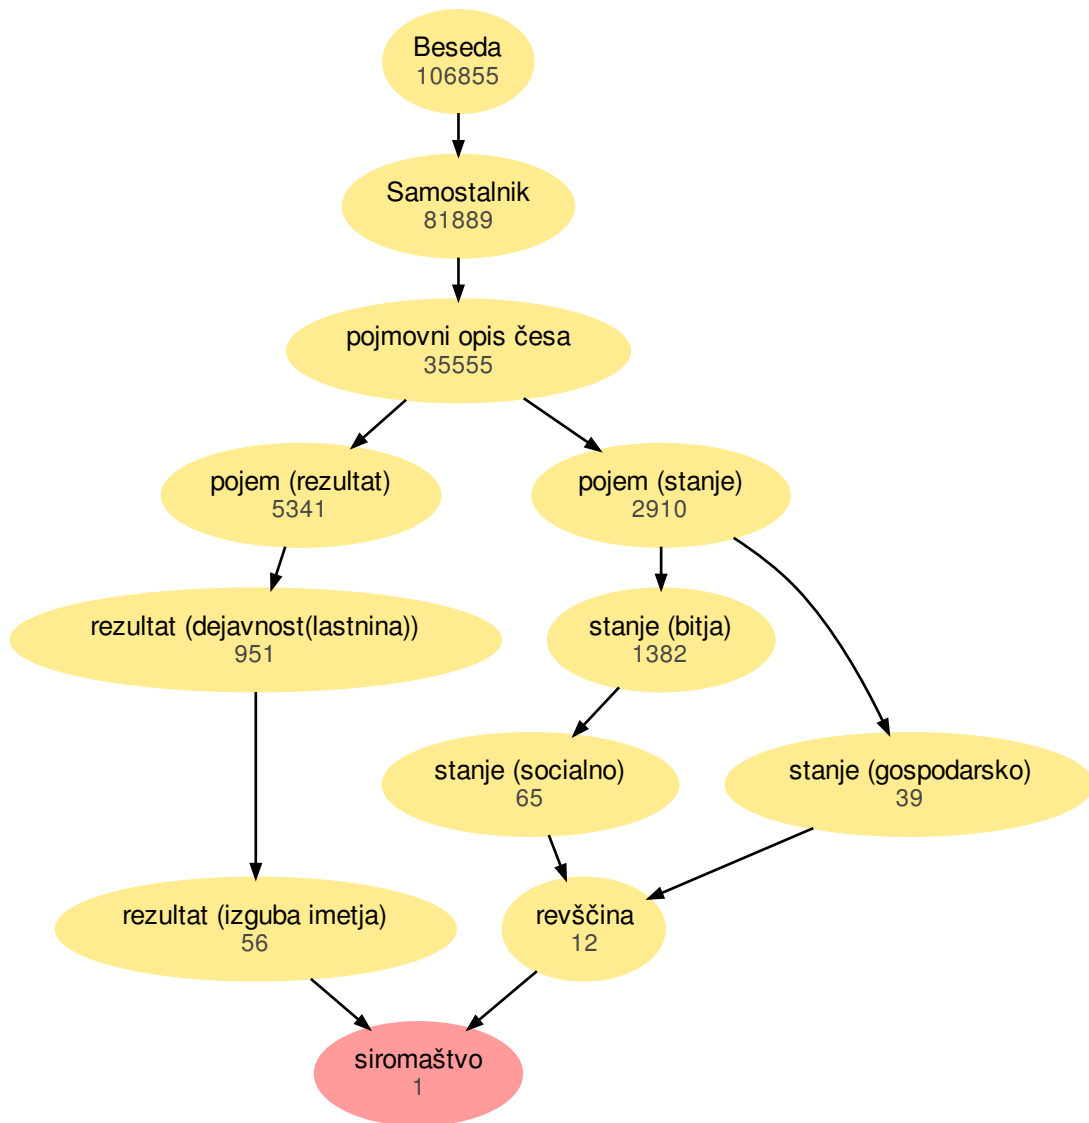 Beseda
106855
Samostalnik
81889
pojmovni opis česa
35555
pojem (rezultat)
5341
pojem (stanje)
2910
rezultat (dejavnost(lastnina))
951
stanje (bitja)
1382
stanje (socialno)
65
stanje (gospodarsko)
39
rezultat (izguba imetja)
56
revščina
12
siromaštvo
1